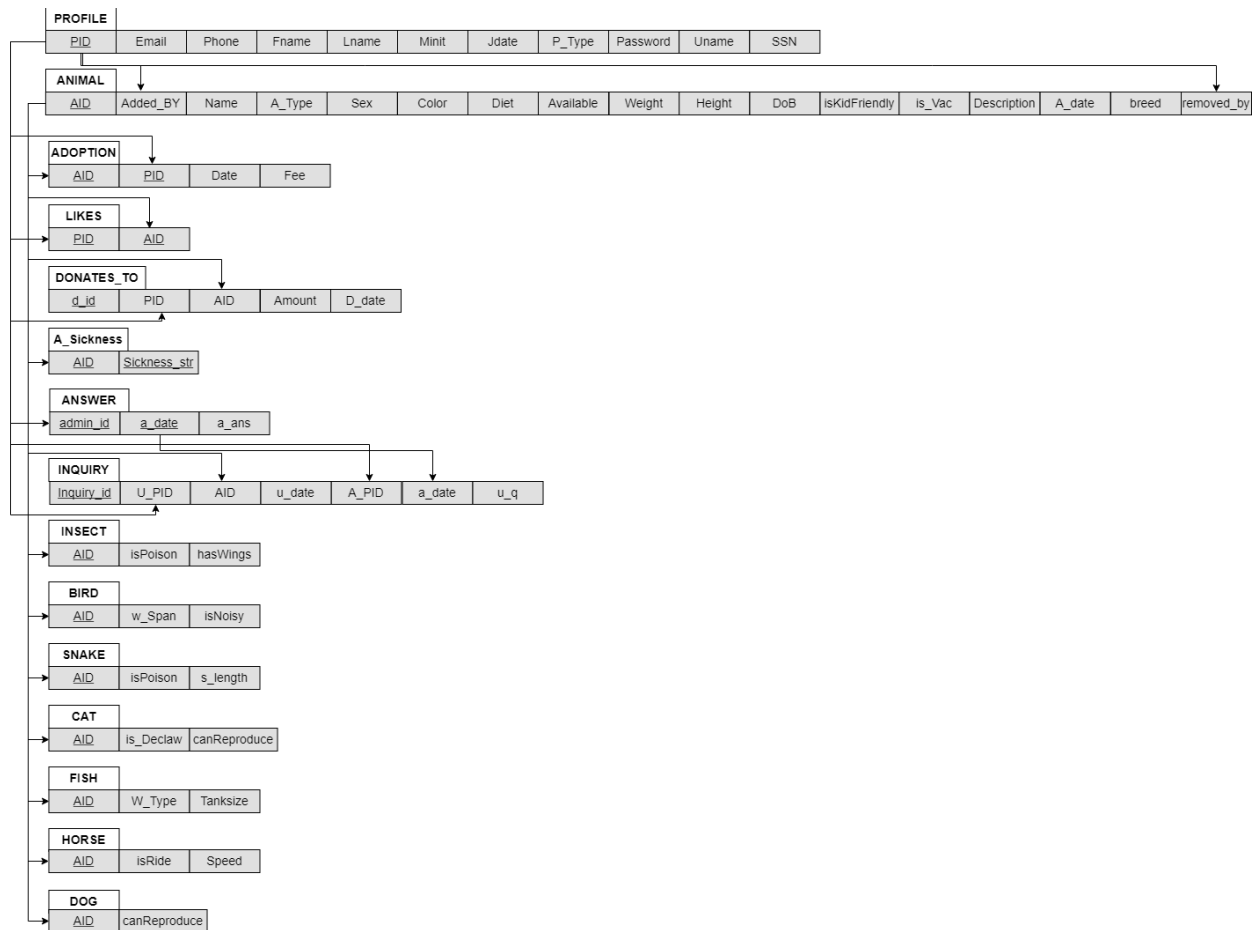 PROFILE
PID Email Phone Fname Lname Minit Jdate P_Type Password Uname SSN
ANIMAL
AID Added_BY Name A_Type Sex Color Diet Available Weight Height DoB isKidFriendly is_Vac Description A_date breed removed_by
ADOPTION
AID PID Date Fee
LIKES
PID AID
DONATES_TO
d_id PID AID Amount D_date
A_Sickness
AID Sickness_str
ANSWER
admin_id a_date a_ans
INQUIRY
Inquiry_id U_PID AID u_date A_PID a_date u_q
INSECT
AID isPoison hasWings
BIRD
AID w_Span isNoisy
SNAKE
AID isPoison s_length
CAT
AID is_Declaw canReproduce
FISH
AID W_Type Tanksize
HORSE
AID isRide Speed
DOG
AID canReproduce